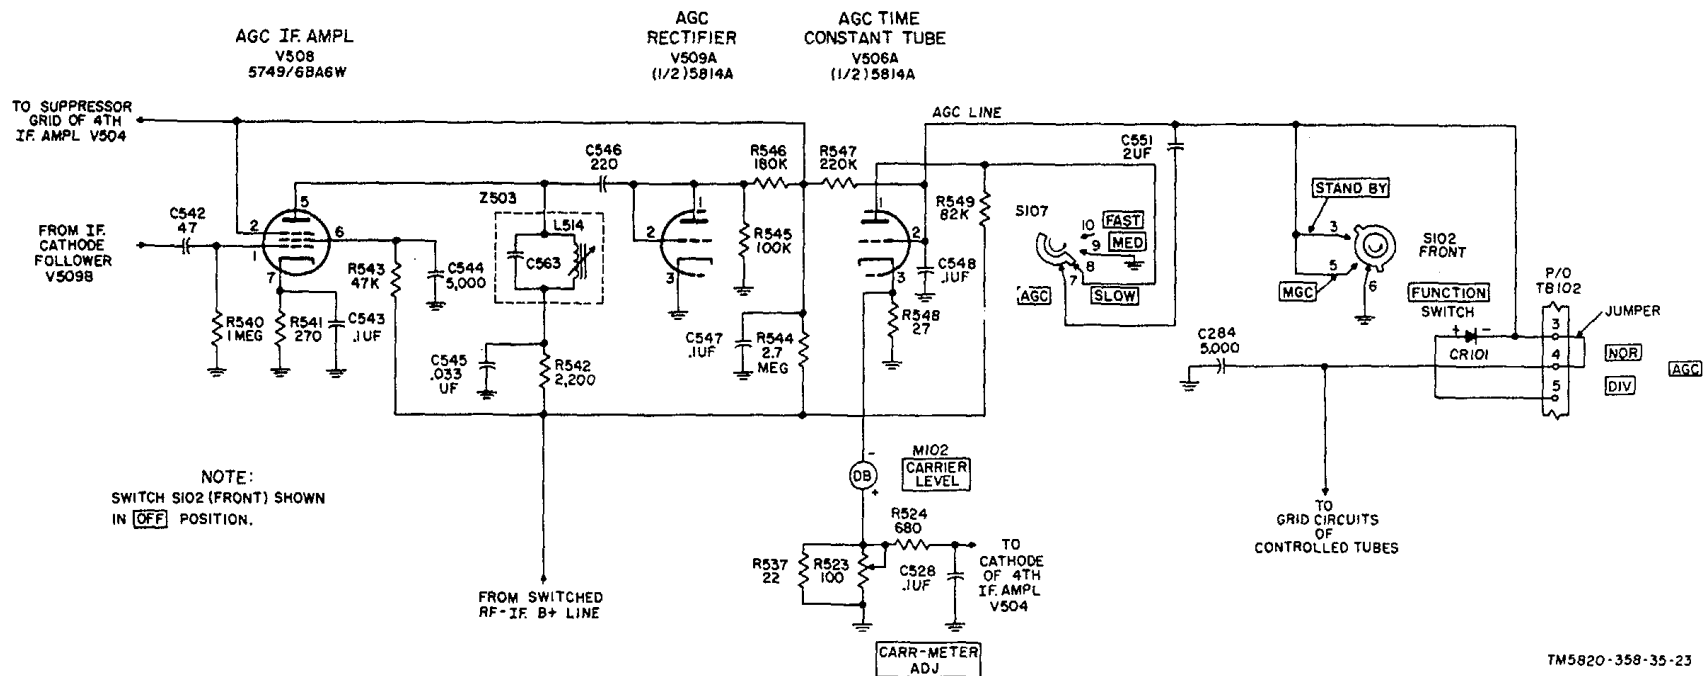 AGC IF. AMPL
V508
5749/6BA6W
AGC
RECTIFIER
V509A
(1/2)5814A
AGC TIME
CONSTANT TUBE
V506A
(1/2)5814A
TO SUPPRESSOR
GRID OF 4TH
IF. AMPL V504
FROM IF.
CATHODE
FOLLOWER
V509B
C542
47
2
1
5
6
7
R540
1 MEG
R541
270
C543
.1UF
R543
47K
C544
5,000
Z503
C563
L514
C546
220
C545
.033
UF
R542
2,200
1
2
3
R545
100K
R546
180K
C547
.1UF
R544
2.7
MEG
R547
220K
1
2
3
C548
.1UF
R548
27
AGC LINE
R549
82K
C551
2UF
S107
10
FAST
9
MED
8
7
SLOW
AGC
STAND BY
3
5
6
MGC
S102
FRONT
FUNCTION
SWITCH
P/O
TB102
JUMPER
3
4
5
NOR
DIV
AGC
+ -
CR101
C284
5,000
TO
GRID CIRCUITS
OF
CONTROLLED TUBES
M102
CARRIER
LEVEL
-
DB
+
R524
680
R537
22
R523
100
C528
.1UF
TO
CATHODE
OF 4TH
IF. AMPL
V504
CARR-METER
ADJ
FROM SWITCHED
RF-IF. B+ LINE
NOTE:
SWITCH S102 (FRONT) SHOWN
IN OFF POSITION.
TM5820-358-35-23